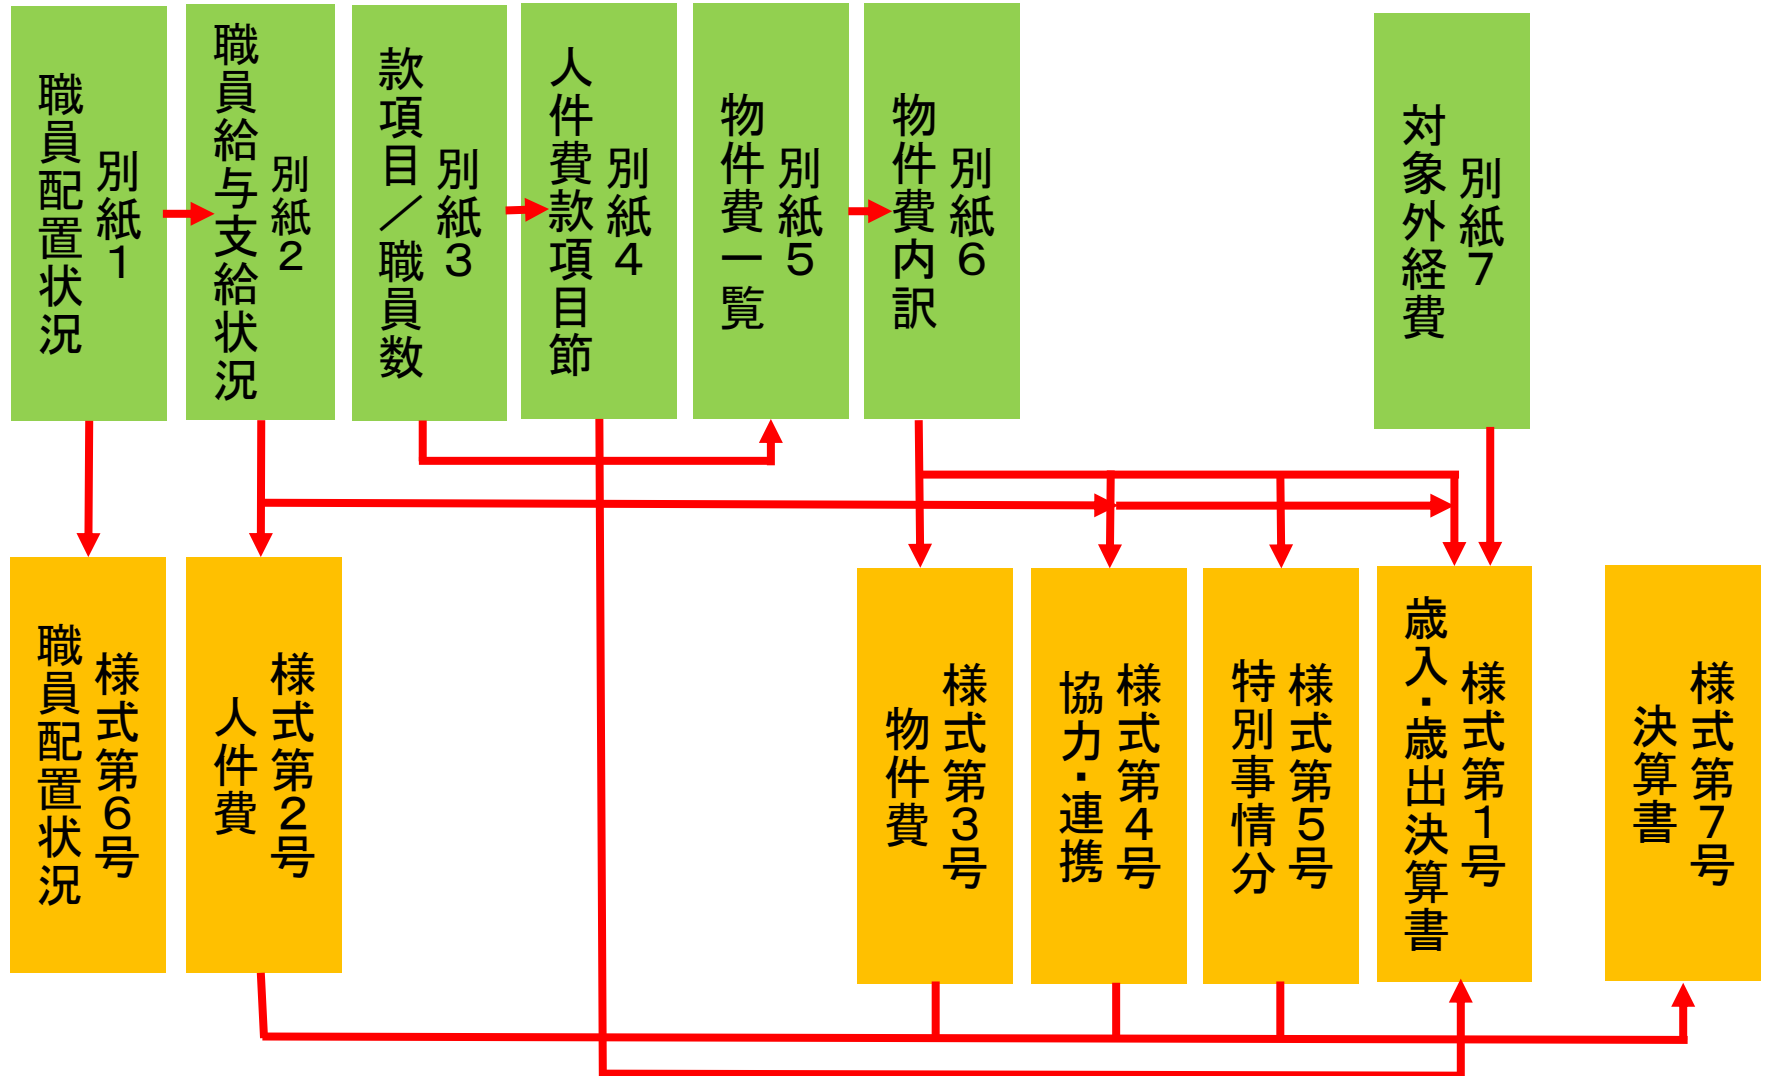 別紙１
職員配置状況
別紙２
職員給与支給状況
別紙３
款項目／職員数
別紙４
人件費款項目節
別紙５
物件費一覧
別紙６
物件費内訳
別紙７
対象外経費
様式第６号
職員配置状況
様式第２号
人件費
様式第３号
物件費
様式第４号
協力・連携
様式第５号
特別事情分
様式第１号
歳入・歳出決算書
様式第７号
決算書